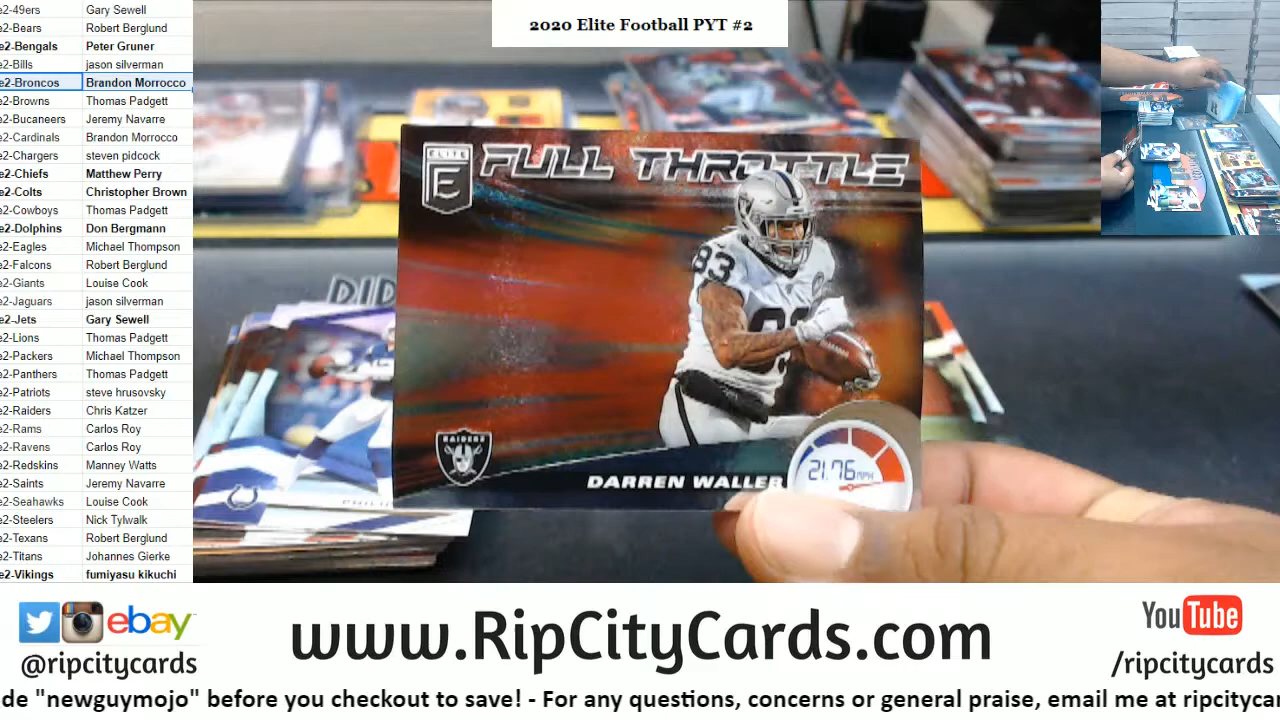 2020 Elite Football PYT #2
e2-49ers Gary Sewell
e2-Bears Robert Berglund
e2-Bengals Peter Gruner
e2-Bills jason silverman
e2-Broncos Brandon Morrocco
e2-Browns Thomas Padgett
e2-Bucaneers Jeremy Navarre
e2-Cardinals Brandon Morrocco
e2-Chargers steven pidcock
e2-Chiefs Matthew Perry
e2-Colts Christopher Brown
e2-Cowboys Thomas Padgett
e2-Dolphins Don Bergmann
e2-Eagles Michael Thompson
e2-Falcons Robert Berglund
e2-Giants Louise Cook
e2-Jaguars jason silverman
e2-Jets Gary Sewell
e2-Lions Thomas Padgett
e2-Packers Michael Thompson
e2-Panthers Thomas Padgett
e2-Patriots steve hrusovsky
e2-Raiders Chris Katzer
e2-Rams Carlos Roy
e2-Ravens Carlos Roy
e2-Redskins Manney Watts
e2-Saints Jeremy Navarre
e2-Seahawks Louise Cook
e2-Steelers Nick Tylwalk
e2-Texans Robert Berglund
e2-Titans Johannes Gierke
e2-Vikings fumiyasu kikuchi
ELITE
E
FULL THROTTLE
83
RAIDERS
DARREN WALLER
21.76 MPH
ebay
@ripcitycards
www.RipCityCards.com
YouTube
/ripcitycards
de "newguymojo" before you checkout to save! - For any questions, concerns or general praise, email me at ripcitycar